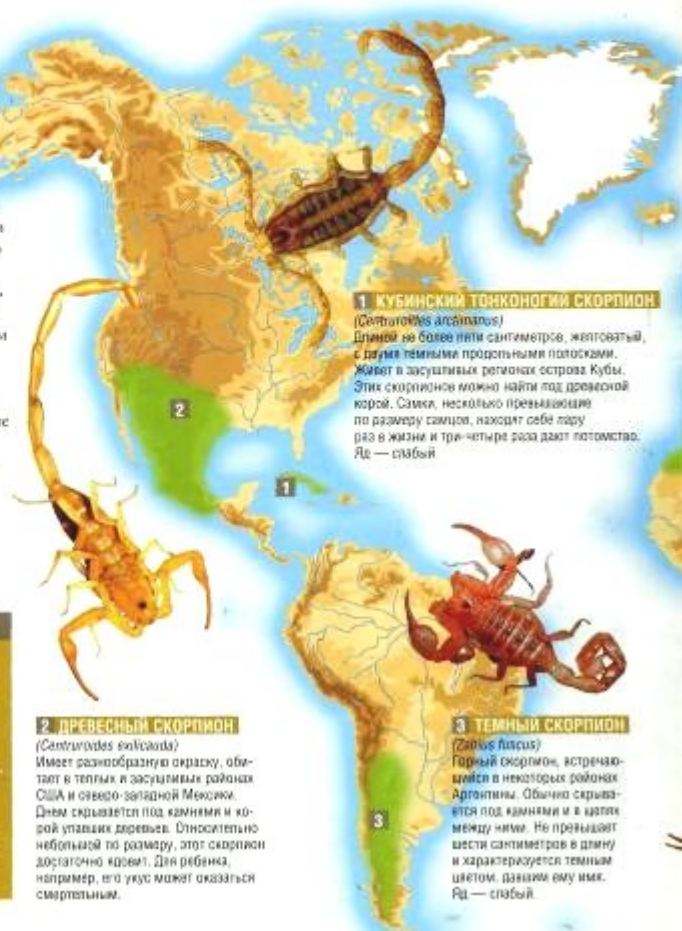 1 КУБИНСКИЙ ТОНКОНОГИЙ СКОРПИОН
(Centruroides arctimanus)
Длиной не более пяти сантиметров, желтоватый,
с двумя темными продольными полосками.
Живет в засушливых регионах острова Кубы.
Этих скорпионов можно найти под древесной
корой. Самки, несколько превышающие
по размеру самцов, находят себе пару
раз в жизни и три-четыре раза дают потомство.
Яд — слабый
2
1
2 ДРЕВЕСНЫЙ СКОРПИОН
(Centruroides exilicauda)
Имеет разнообразную окраску, оби-
тает в теплых и засушливых районах
США и северо-западной Мексики.
Днем скрывается под камнями и ко-
рой упавших деревьев. Относительно
небольшой по размеру, этот скорпион
достаточно ядовит. Для ребенка,
например, его укус может оказаться
смертельным.
3
3 ТЕМНЫЙ СКОРПИОН
(Zabius fuscus)
Горный скорпион, встречаю-
щийся в некоторых районах
Аргентины. Обычно скрыва-
ется под камнями и в щелях
между ними. Не превышает
шести сантиметров в длину
и характеризуется темным
цветом, давшим ему имя.
Яд — слабый